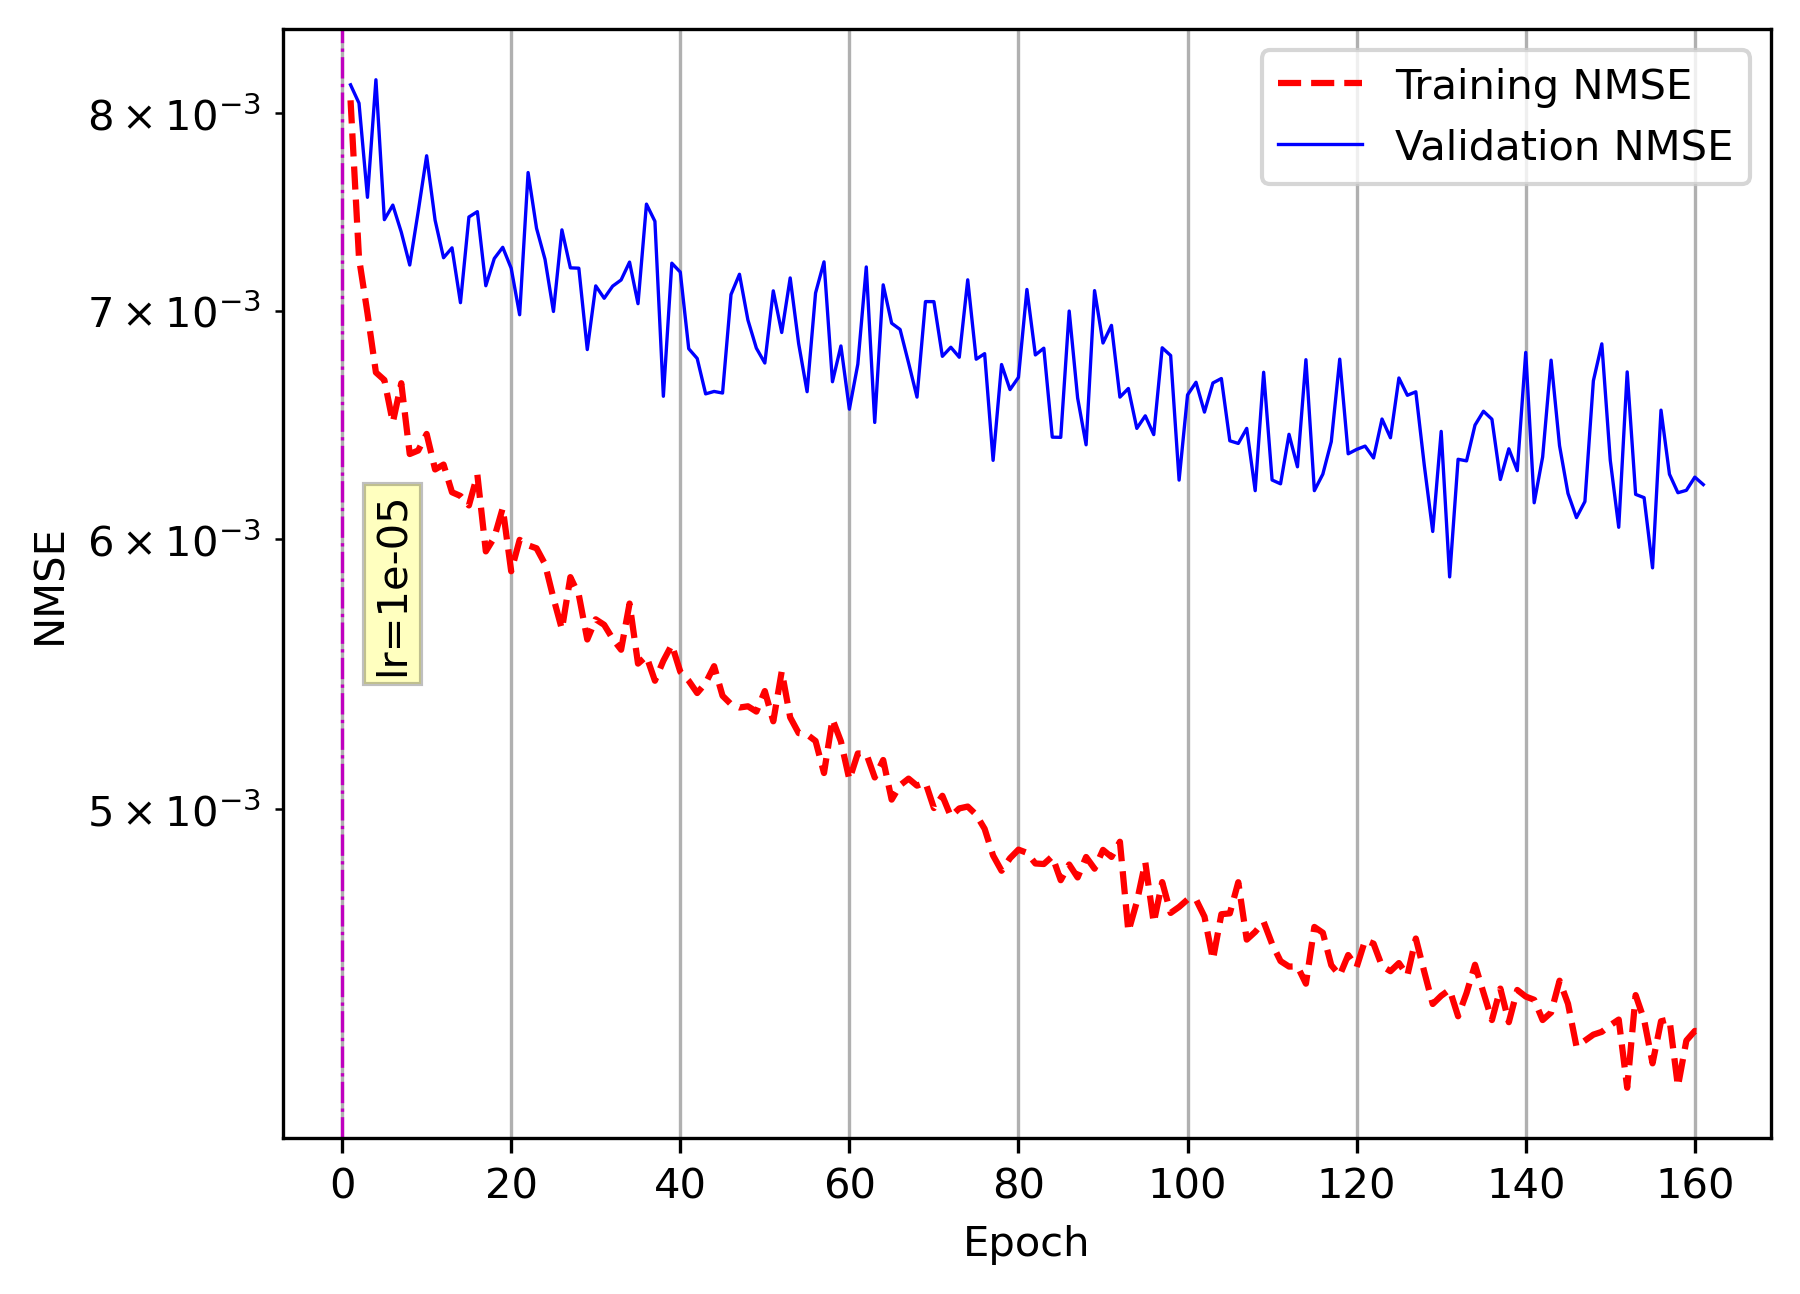 Training NMSE
Validation NMSE
8 × 10⁻³
7 × 10⁻³
6 × 10⁻³
5 × 10⁻³
NMSE
lr=1e-05
0 20 40 60 80 100 120 140 160
Epoch